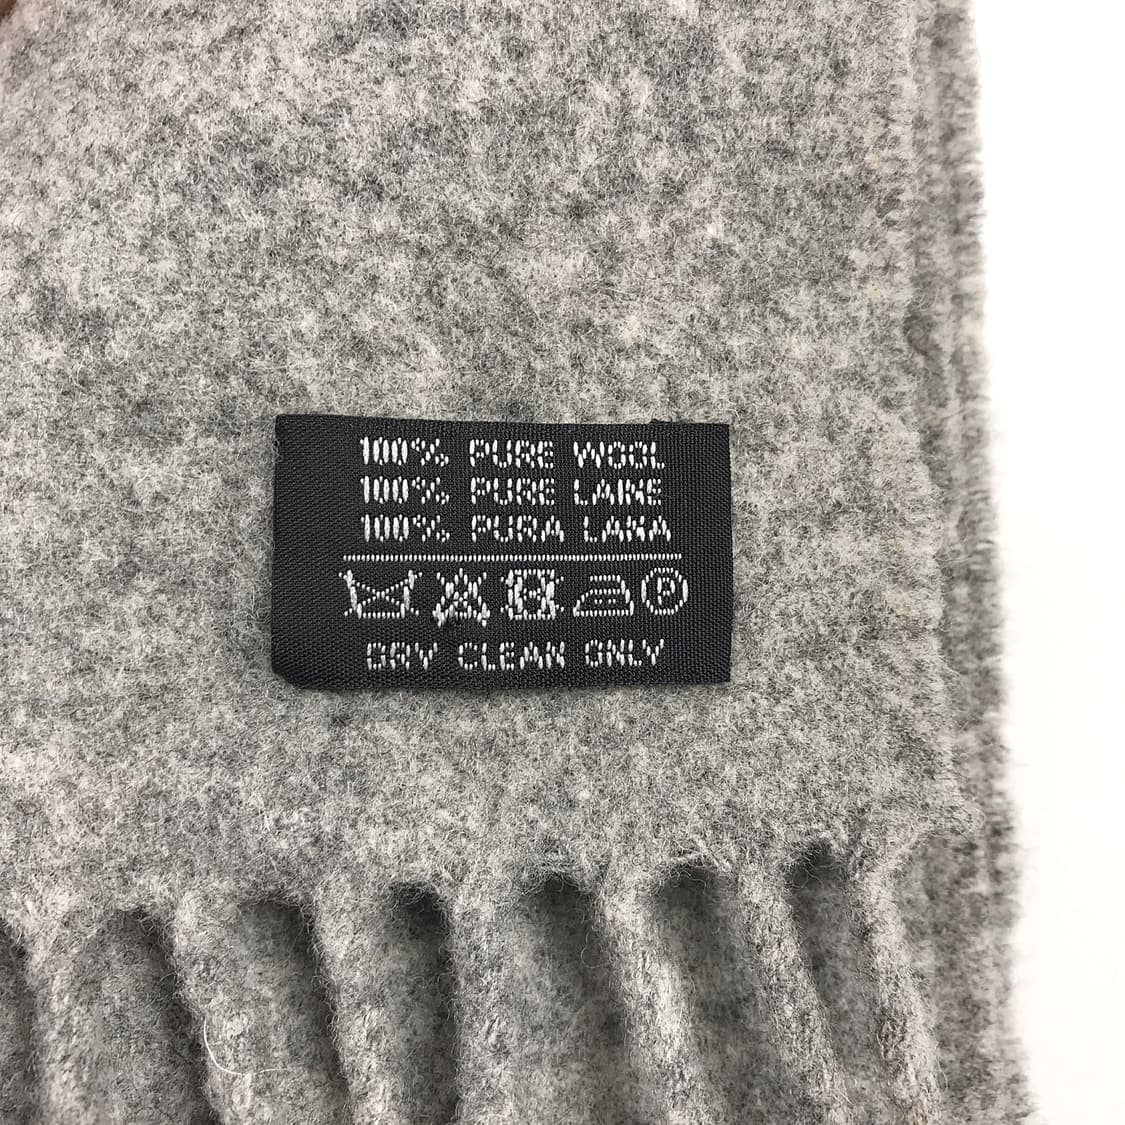 100% PURE WOOL
100% PURE LAINE
100% PURA LANA
P
DRY CLEAN ONLY